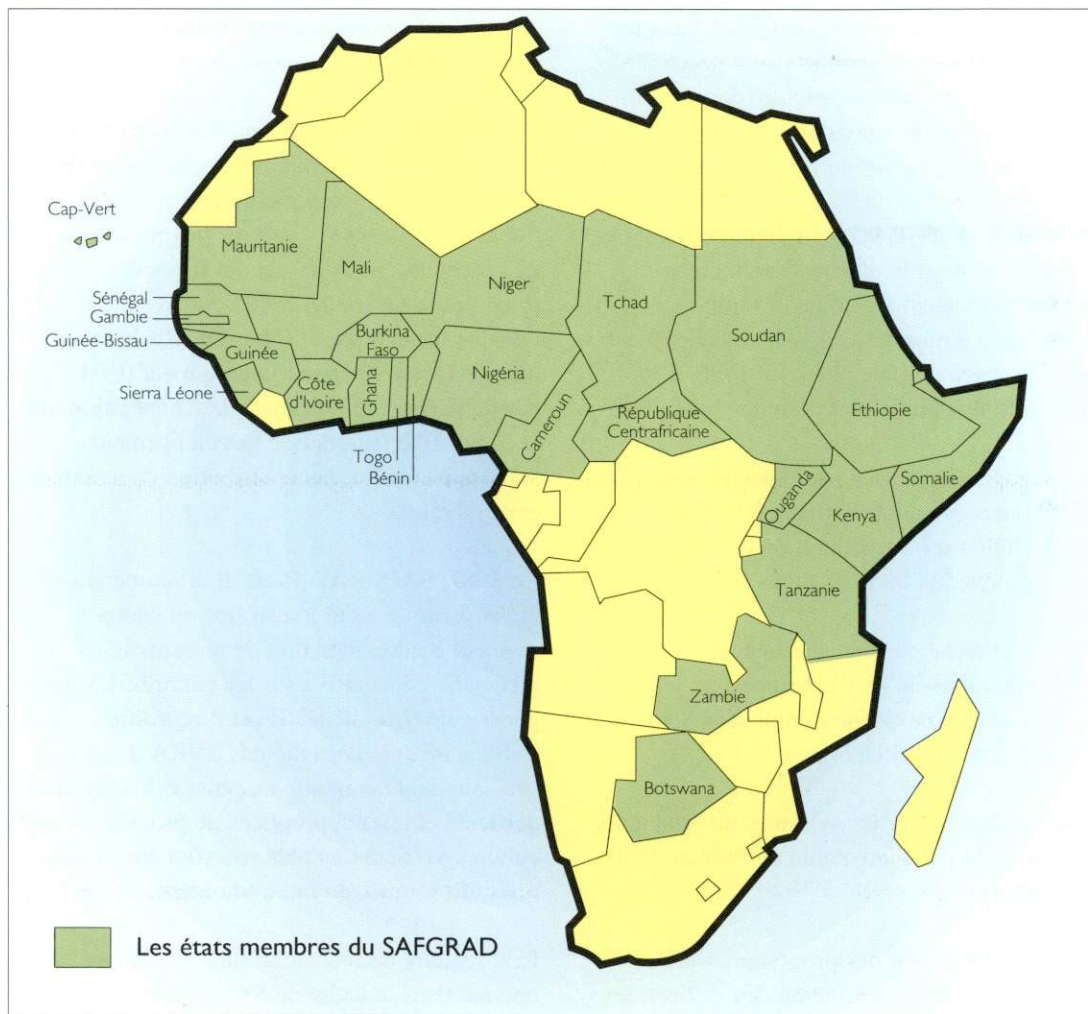 Cap-Vert
Mauritanie
Mali
Niger
Tchad
Soudan
Sénégal
Gambie
Guinée-Bissau
Guinée
Burkina
Faso
Nigéria
Ethiopie
Sierra Léone
Côte
d'Ivoire
Ghana
Cameroun
République
Centrafricaine
Togo
Bénin
Ouganda
Somalie
Kenya
Tanzanie
Zambie
Botswana
Les états membres du SAFGRAD